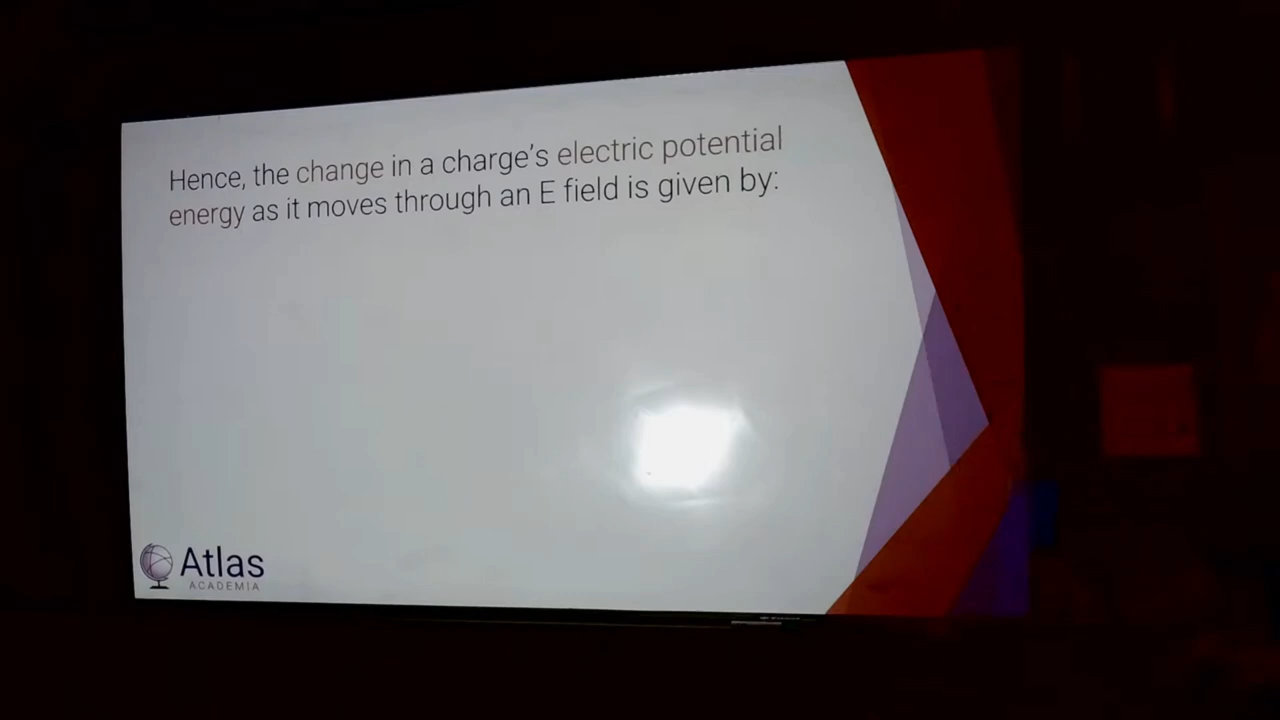 Hence, the change in a charge's electric potential
energy as it moves through an E field is given by:
Atlas
ACADEMIA